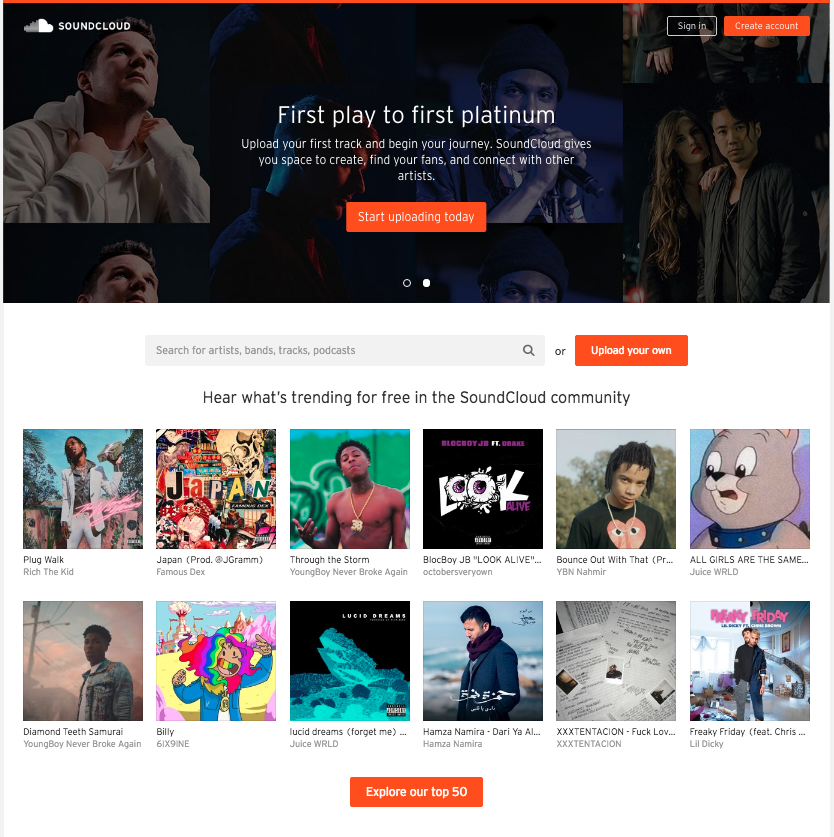 SOUNDCLOUD
Sign in
Create account
First play to first platinum
Upload your first track and begin your journey. SoundCloud gives
you space to create, find your fans, and connect with other
artists.
Start uploading today
Search for artists, bands, tracks, podcasts
or
Upload your own
Hear what's trending for free in the SoundCloud community
JaPAN
FAMOUS DEX
38
BLOCBOY JB FT. DRAKE
LOOK
ALIVE
Plug Walk
Rich The Kid
Japan (Prod. @JGramm)
Famous Dex
Through the Storm
YoungBoy Never Broke Again
BlocBoy JB "LOOK ALIVE"...
octobersveryown
Bounce Out With That (Pr...
YBN Nahmir
ALL GIRLS ARE THE SAME...
Juice WRLD
LUCID DREAMS
حمزة نمرة
داري يا قلبي
FREAKY FRIDAY
LIL DICKY FT. CHRIS BROWN
Diamond Teeth Samurai
YoungBoy Never Broke Again
Billy
6IX9INE
lucid dreams (forget me) ...
Juice WRLD
Hamza Namira - Dari Ya Al...
Hamza Namira
XXXTENTACION - Fuck Lov...
XXXTENTACION
Freaky Friday (feat. Chris ...
Lil Dicky
Explore our top 50